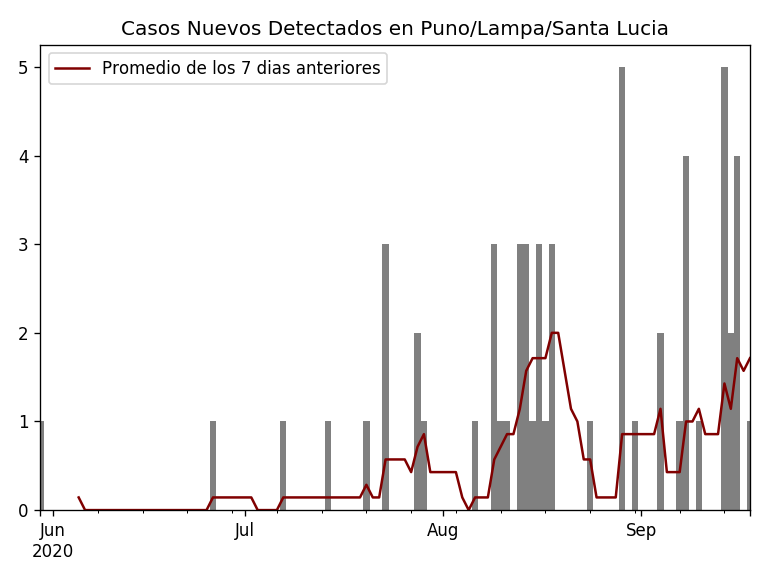 Casos Nuevos Detectados en Puno/Lampa/Santa Lucia
Promedio de los 7 dias anteriores
5
4
3
2
1
0
Jun Jul Aug Sep
2020